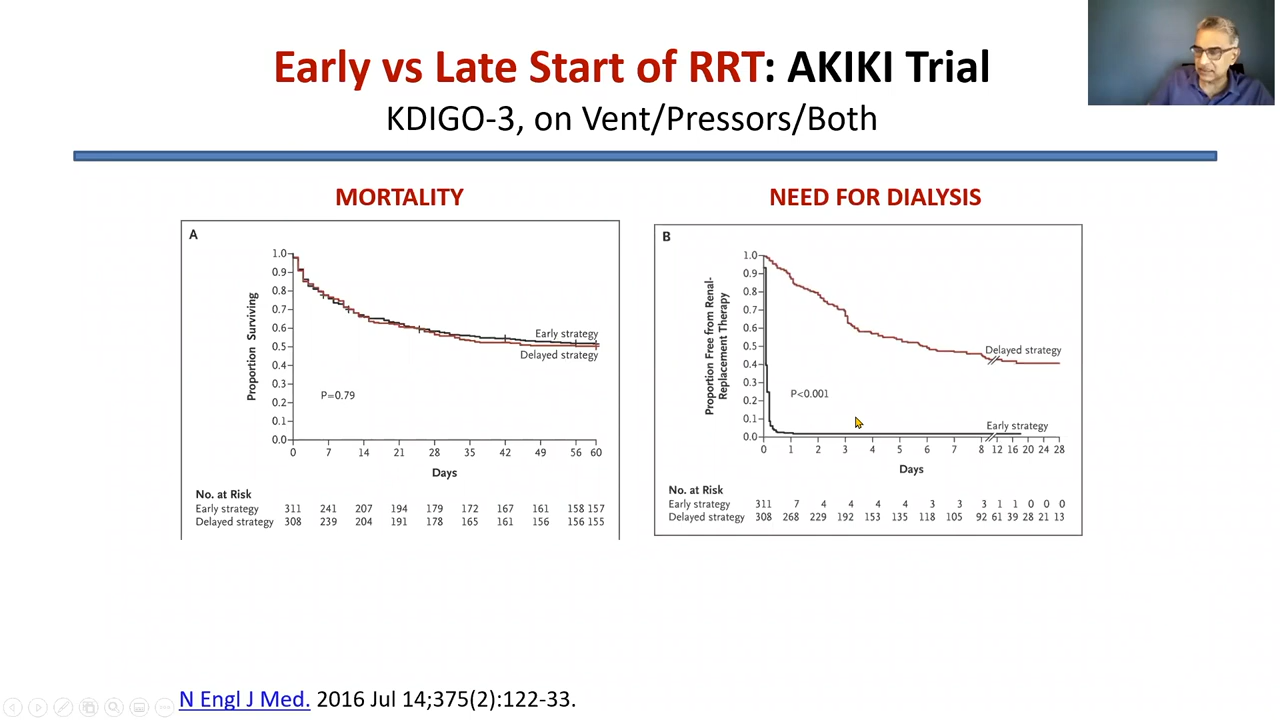 Early vs Late Start of RRT: AKIKI Trial
KDIGO-3, on Vent/Pressors/Both
MORTALITY
A
Proportion Surviving
1.0
0.9
0.8
0.7
0.6
0.5
0.4
0.3
0.2
0.1
0.0
Early strategy
Delayed strategy
P=0.79
0 7 14 21 28 35 42 49 56 60
Days
No. at Risk
Early strategy 311 241 207 194 179 172 167 161 158 157
Delayed strategy 308 239 204 191 178 165 161 156 156 155
NEED FOR DIALYSIS
B
Proportion Free from Renal-
Replacement Therapy
1.0
0.9
0.8
0.7
0.6
0.5
0.4
0.3
0.2
0.1
0.0
Delayed strategy
P<0.001
Early strategy
0 1 2 3 4 5 6 7 8 12 16 20 24 28
Days
No. at Risk
Early strategy 311 7 4 4 4 4 3 3 3 1 1 0 0 0
Delayed strategy 308 268 229 192 153 135 118 105 92 61 39 28 21 13
N Engl J Med. 2016 Jul 14;375(2):122-33.